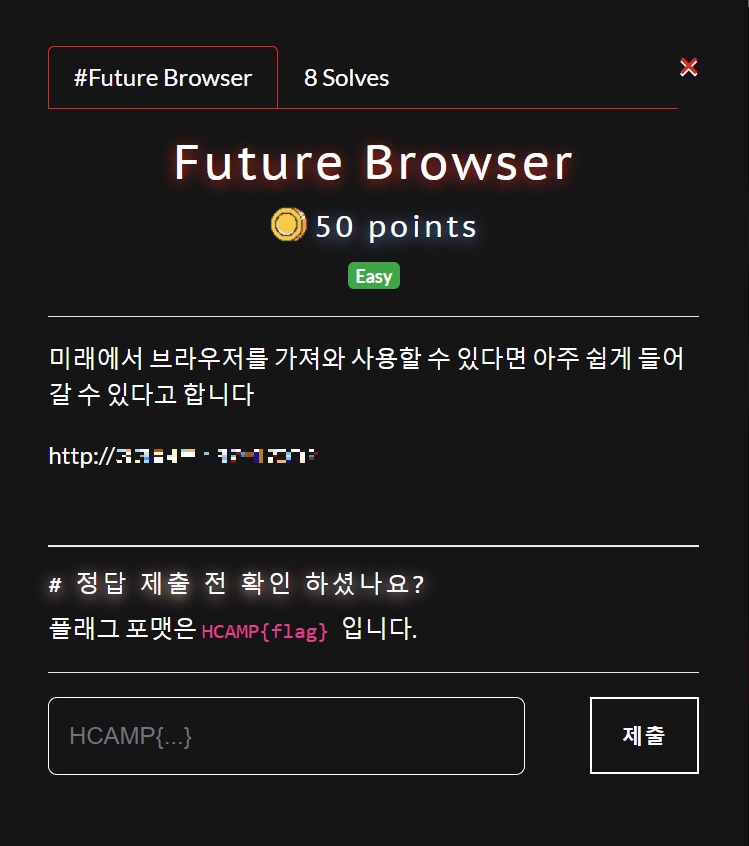 #Future Browser
8 Solves
Future Browser
50 points
Easy
미래에서 브라우저를 가져와 사용할 수 있다면 아주 쉽게 들어
갈 수 있다고 합니다
http://
# 정답 제출 전 확인 하셨나요?
플래그 포맷은 HCAMP{flag} 입니다.
HCAMP{...}
제출